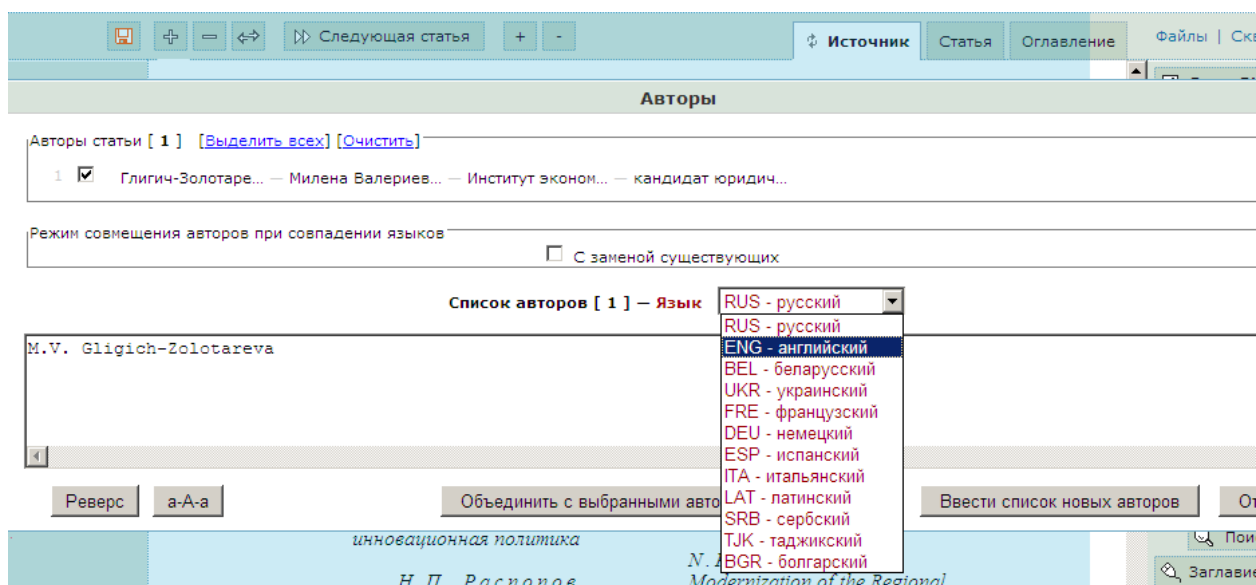 Следующая статья + - Источник Статья Оглавление Файлы |
Авторы
Авторы статьи [ 1 ] [Выделить всех] [Очистить]
1 Глигич-Золотаре... — Милена Валериев... — Институт эконом... — кандидат юридич...
Режим совмещения авторов при совпадении языков
С заменой существующих
Список авторов [ 1 ] — Язык RUS - русский
RUS - русский
M.V. Gligich-Zolotareva
ENG - английский
BEL - беларусский
UKR - украинский
FRE - французский
DEU - немецкий
ESP - испанский
ITA - итальянский
LAT - латинский
SRB - сербский
TJK - таджикский
BGR - болгарский
Реверс а-А-а Объединить с выбранными авто Ввести список новых авторов От
инновационная политика
N.
Пои
Н. П. Распопов Modernization of the Regional
Заглавие